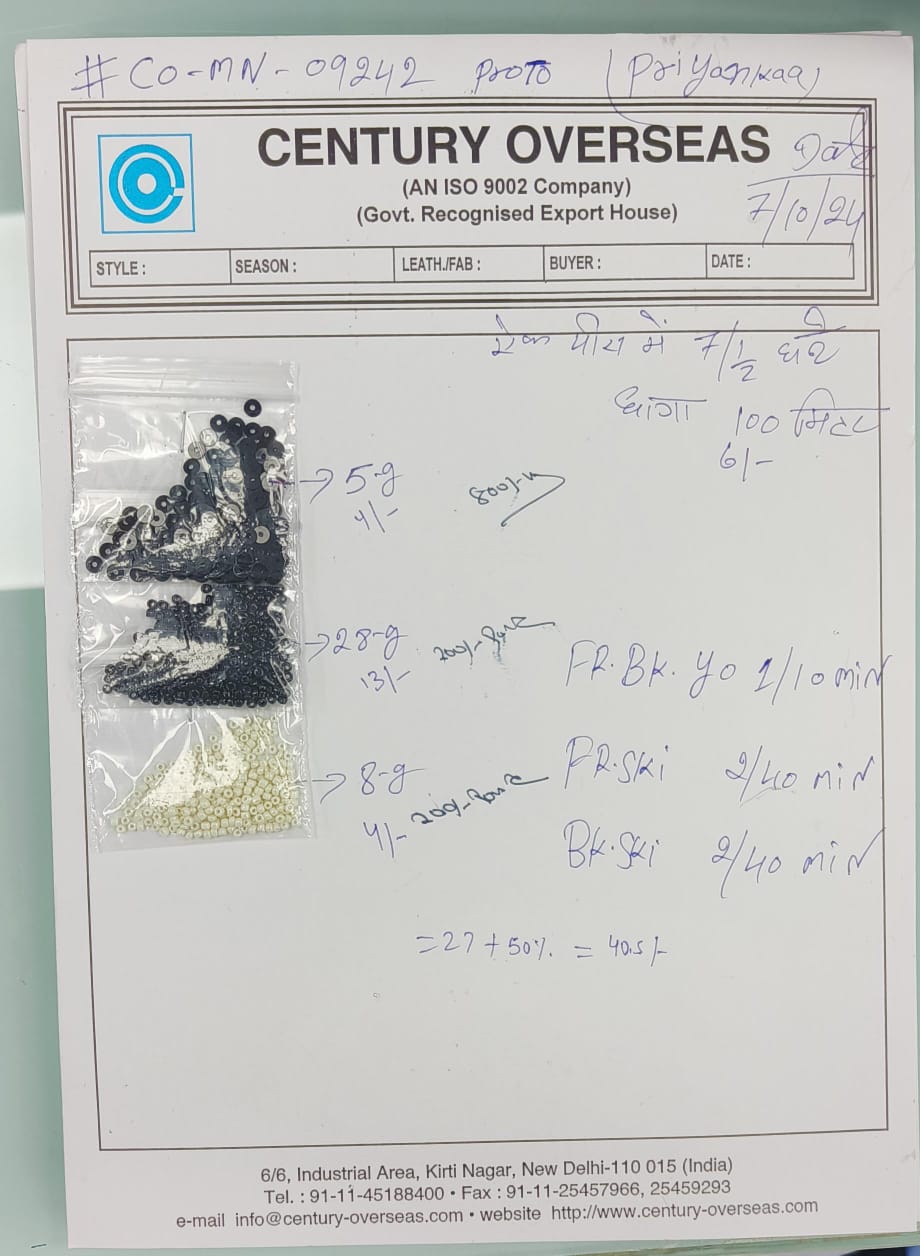 #CO-MN-09242 PROTO (Priyankaa)
CENTURY OVERSEAS
(AN ISO 9002 Company)
(Govt. Recognised Export House)
Date
7/10/24
STYLE : SEASON : LEATH./FAB : BUYER : DATE :
एक पीस में 7/½ घंटे
धागा 100 मिटर
6/-
→ 5-g
4/-
800/-
→ 28-g
13/-
200/-
FR. BK. yo 1/10 min
→ 8-g
4/-
200/-
FR. SKi 2/40 min
BK. SKi 2/40 min
= 27 + 50% = 40.5/-
6/6, Industrial Area, Kirti Nagar, New Delhi-110 015 (India)
Tel. : 91-11-45188400 • Fax : 91-11-25457966, 25459293
e-mail info@century-overseas.com • website http://www.century-overseas.com